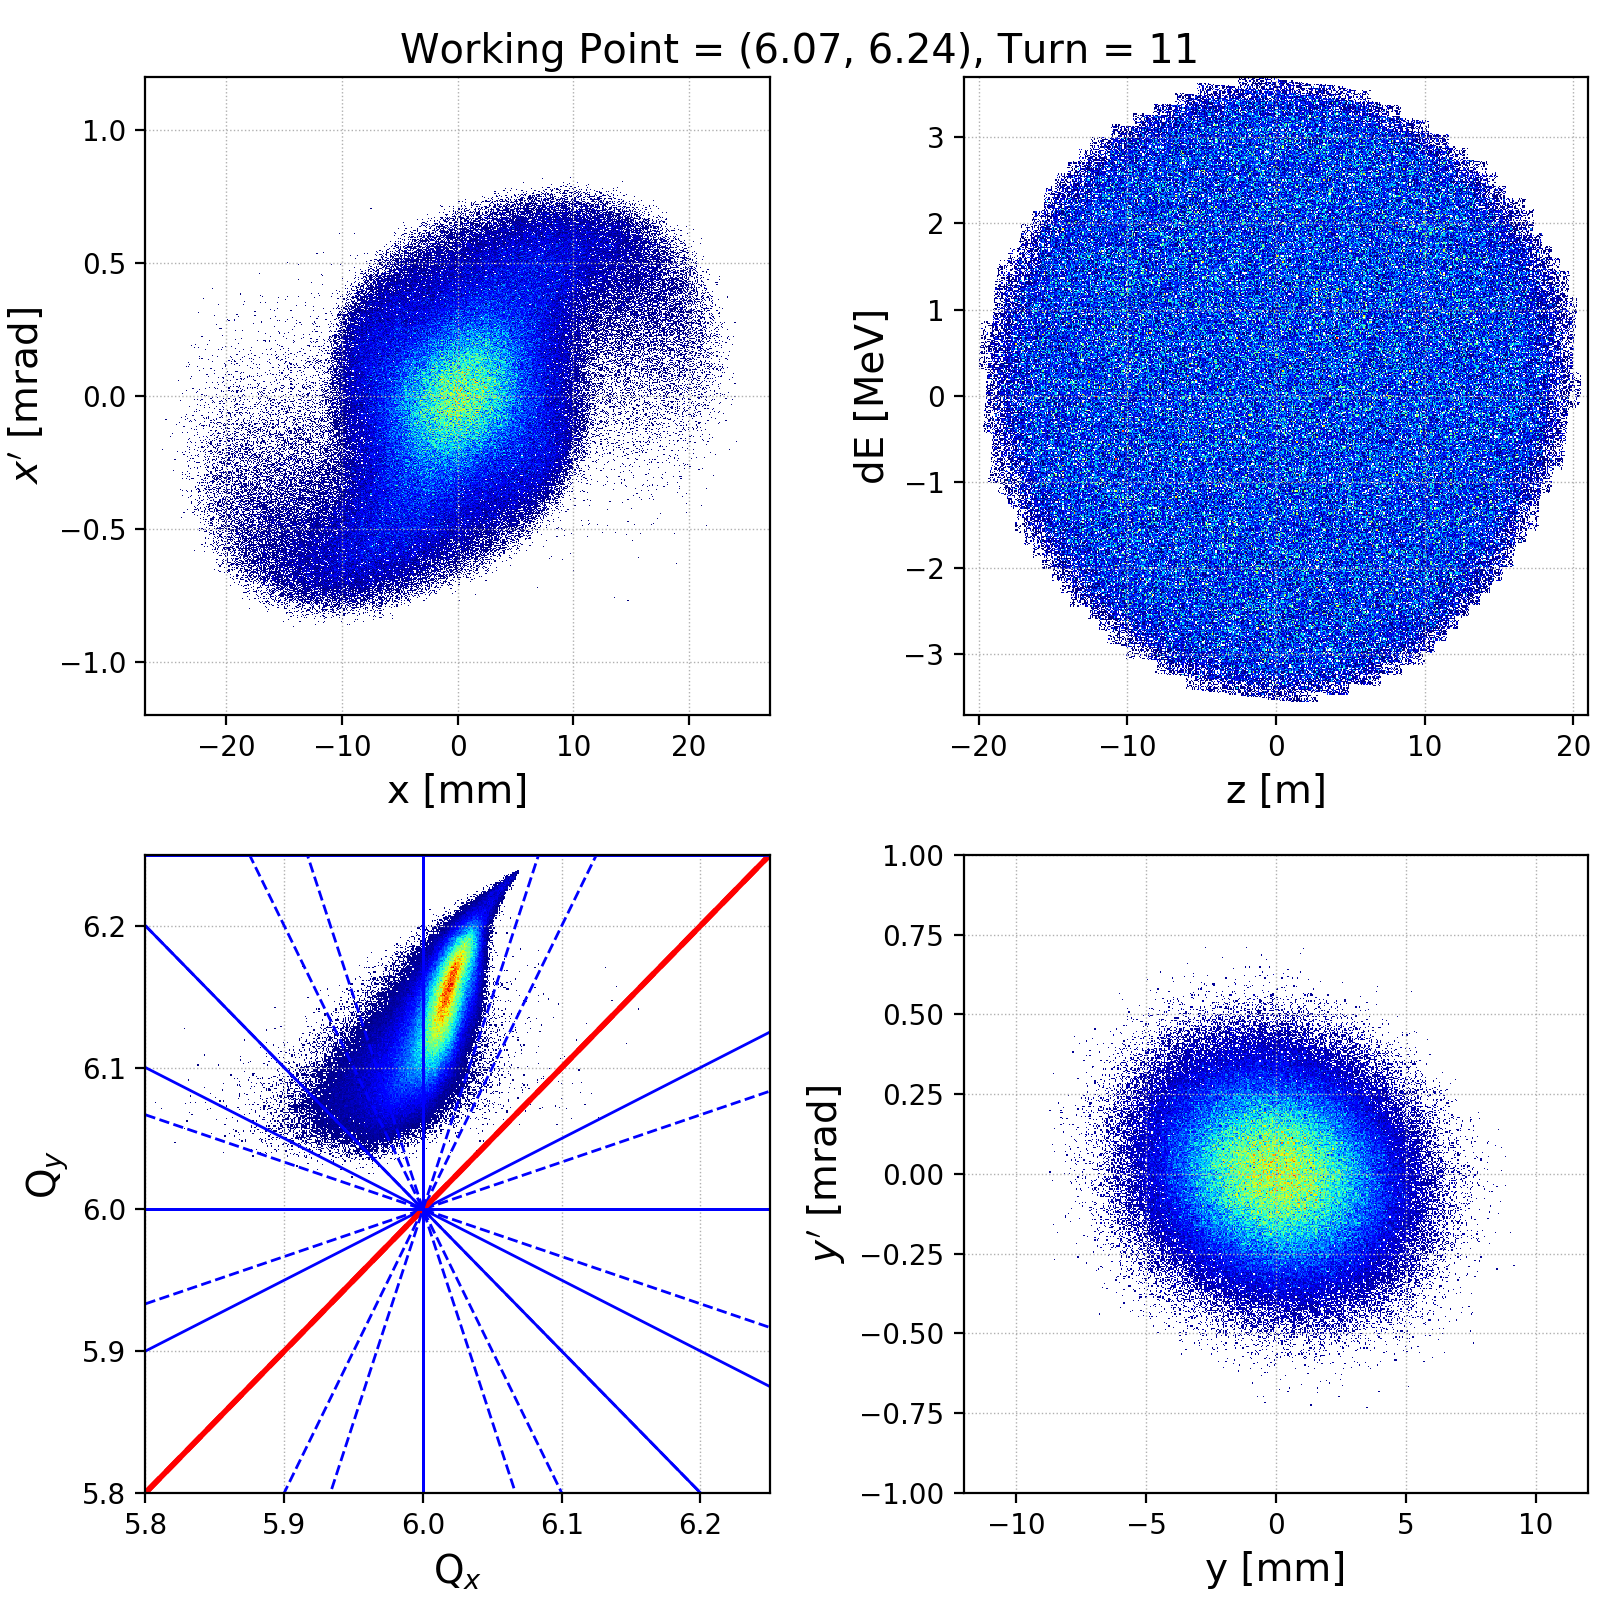 Working Point = (6.07, 6.24), Turn = 11
1.0
0.5
0.0
−0.5
−1.0
x′ [mrad]
−20 −10 0 10 20
x [mm]
3
2
1
0
−1
−2
−3
dE [MeV]
−20 −10 0 10 20
z [m]
6.2
6.1
6.0
5.9
5.8
Qy
5.8 5.9 6.0 6.1 6.2
Qx
1.00
0.75
0.50
0.25
0.00
−0.25
−0.50
−0.75
−1.00
y′ [mrad]
−10 −5 0 5 10
y [mm]